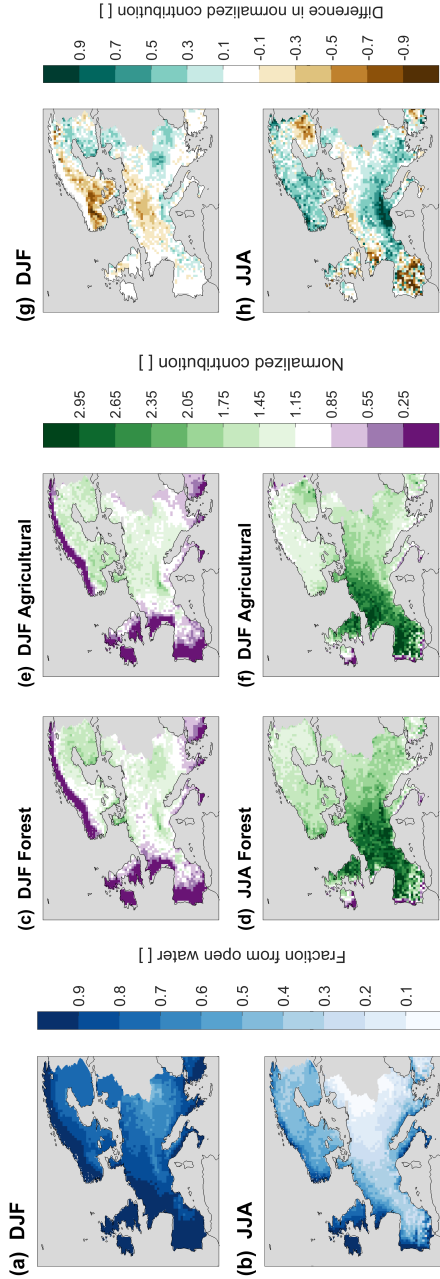 (a) DJF
(b) JJA
0.9
0.8
0.7
0.6
0.5
0.4
0.3
0.2
0.1
Fraction from open water [ ]
(c) DJF Forest
(d) JJA Forest
(e) DJF Agricultural
(f) DJF Agricultural
2.95
2.65
2.35
2.05
1.75
1.45
1.15
0.85
0.55
0.25
Normalized contribution [ ]
(g) DJF
(h) JJA
0.9
0.7
0.5
0.3
0.1
-0.1
-0.3
-0.5
-0.7
-0.9
Difference in normalized contribution [ ]